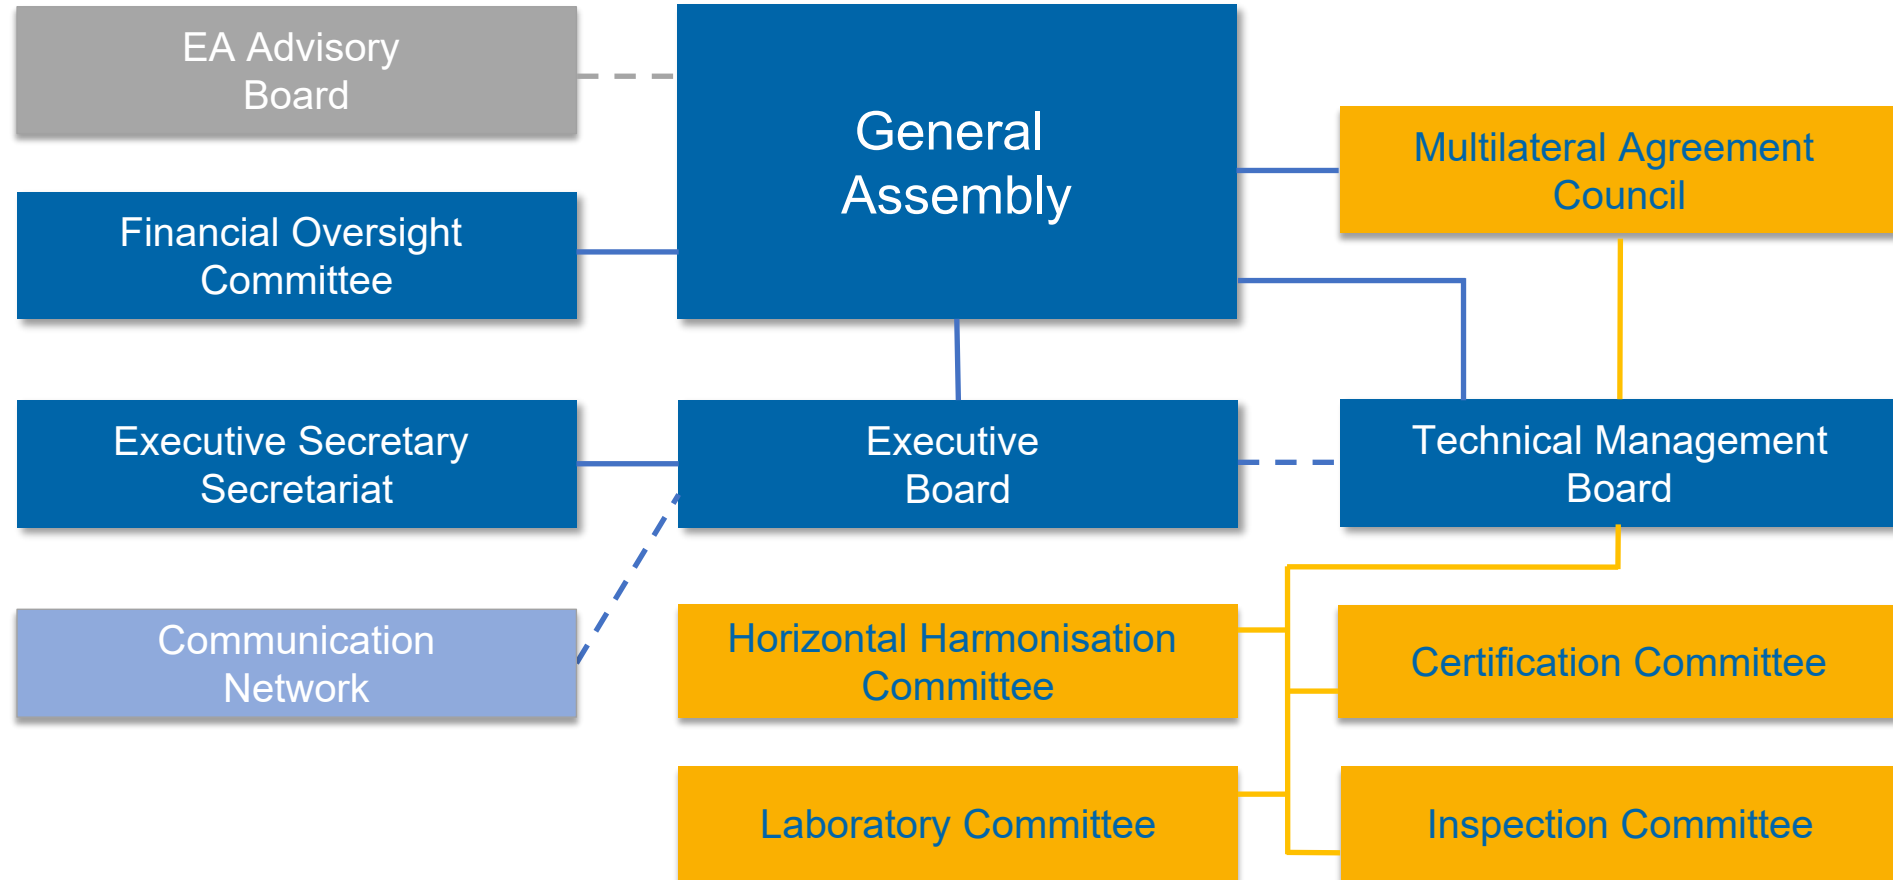 EA Advisory
Board
General
Assembly
Multilateral Agreement
Council
Financial Oversight
Committee
Executive Secretary
Secretariat
Executive
Board
Technical Management
Board
Communication
Network
Horizontal Harmonisation
Committee
Certification Committee
Laboratory Committee
Inspection Committee